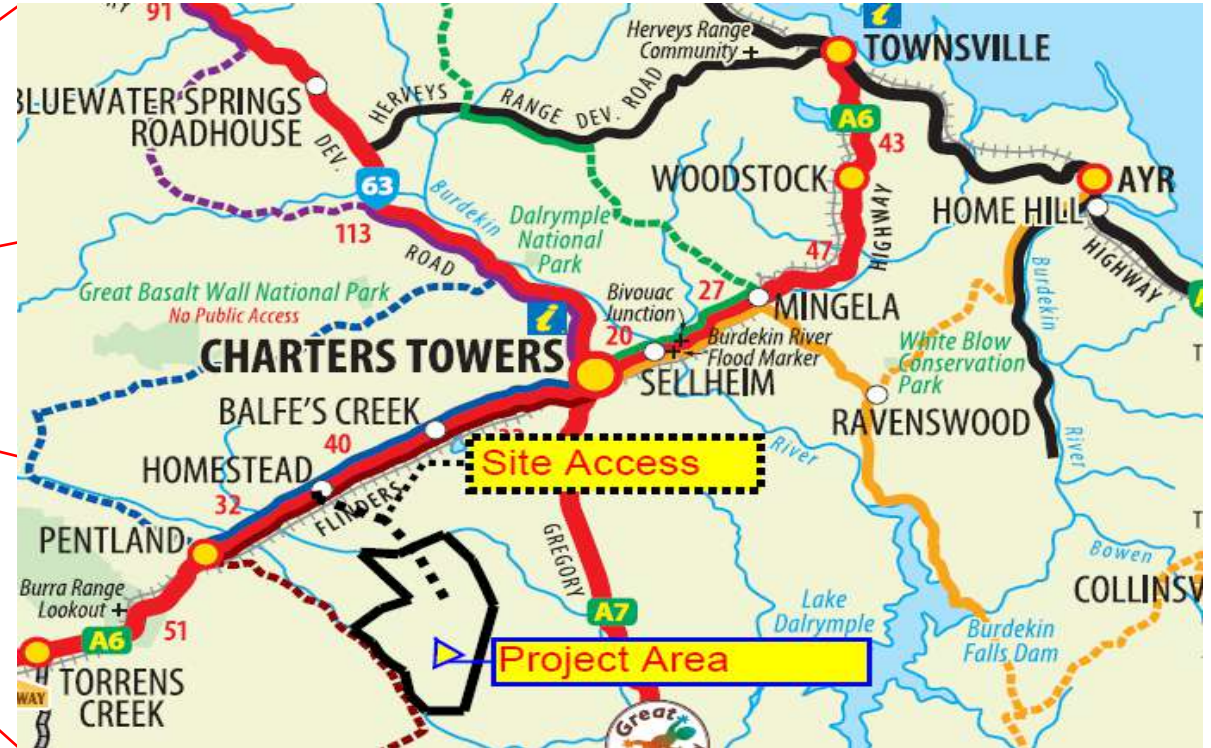 91
Herveys Range
Community
TOWNSVILLE
BLUEWATER SPRINGS
ROADHOUSE
HERVEYS RANGE DEV. ROAD
A6
43
DEV.
63
Burdekin
WOODSTOCK
AYR
HOME HILL
113
ROAD
Dalrymple
National
Park
47
HIGHWAY
HIGHWAY
Great Basalt Wall National Park
No Public Access
Bivouac
Junction
27
MINGELA
Burdekin
CHARTERS TOWERS
20
Burdekin River
Flood Marker
SELLHEIM
White Blow
Conservation
Park
BALFE'S CREEK
RAVENSWOOD
40
River
River
Site Access
HOMESTEAD
32
FLINDERS
PENTLAND
GREGORY
Bowen
Burra Range
Lookout
COLLINSV
A7
Lake
Dalrymple
51
A6
Burdekin
Falls Dam
Project Area
TORRENS
CREEK
WAY
Great